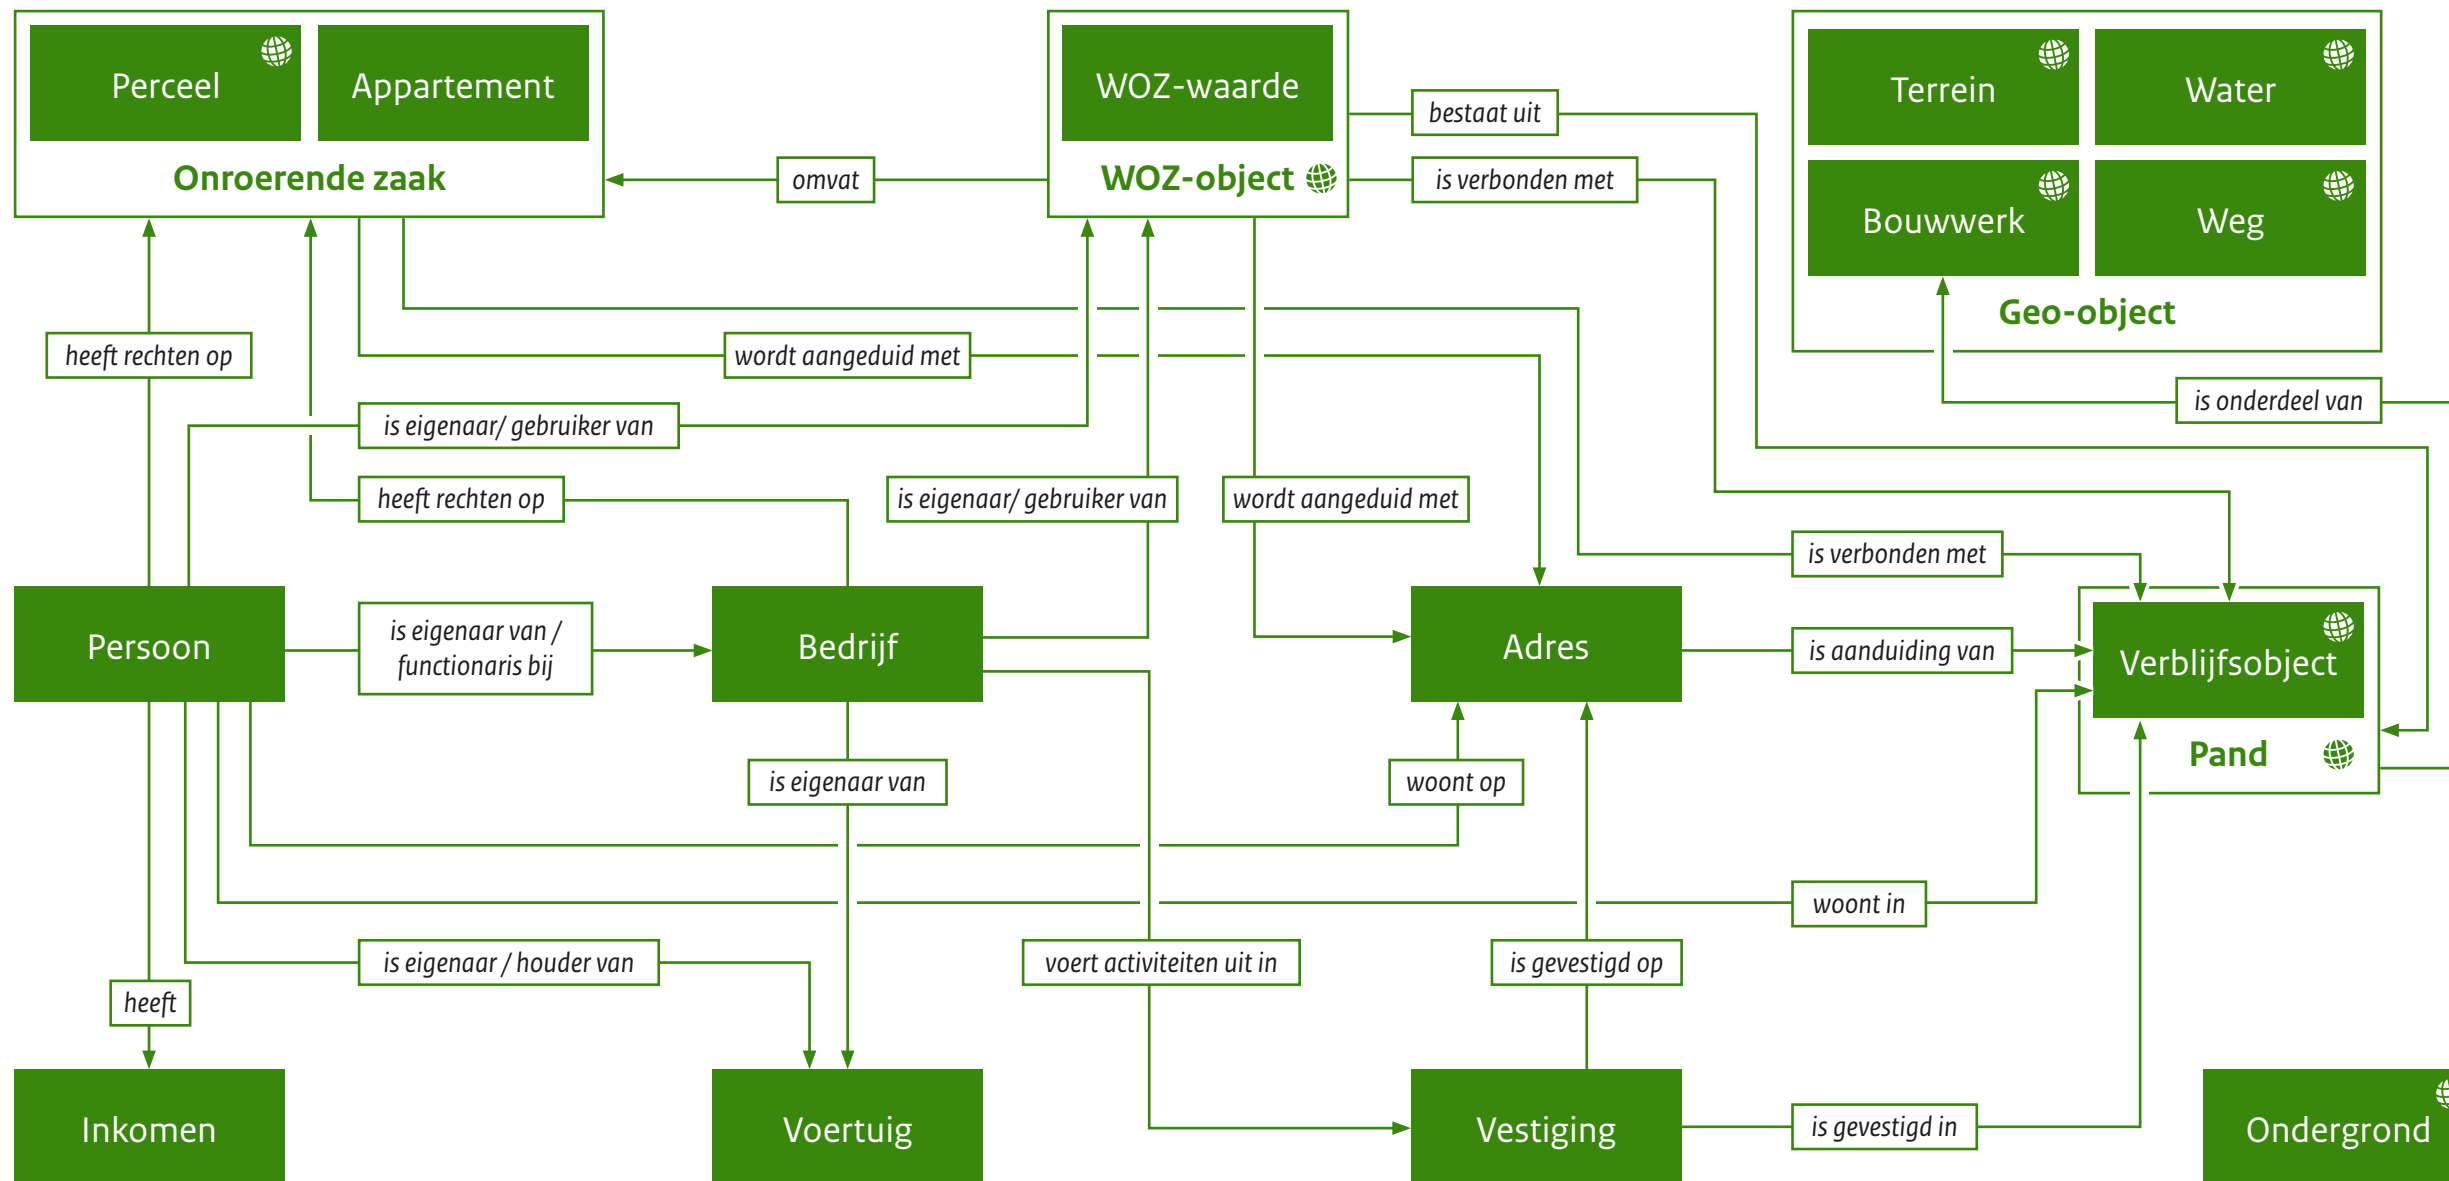 Perceel
Appartement
Onroerende zaak
WOZ-waarde
WOZ-object
Terrein
Water
Bouwwerk
Weg
Geo-object
bestaat uit
omvat
is verbonden met
heeft rechten op
wordt aangeduid met
is onderdeel van
is eigenaar/ gebruiker van
heeft rechten op
is eigenaar/ gebruiker van
wordt aangeduid met
is verbonden met
Persoon
is eigenaar van /
functionaris bij
Bedrijf
Adres
is aanduiding van
Verblijfsobject
Pand
is eigenaar van
woont op
woont in
is eigenaar / houder van
voert activiteiten uit in
is gevestigd op
heeft
Inkomen
Voertuig
Vestiging
is gevestigd in
Ondergrond